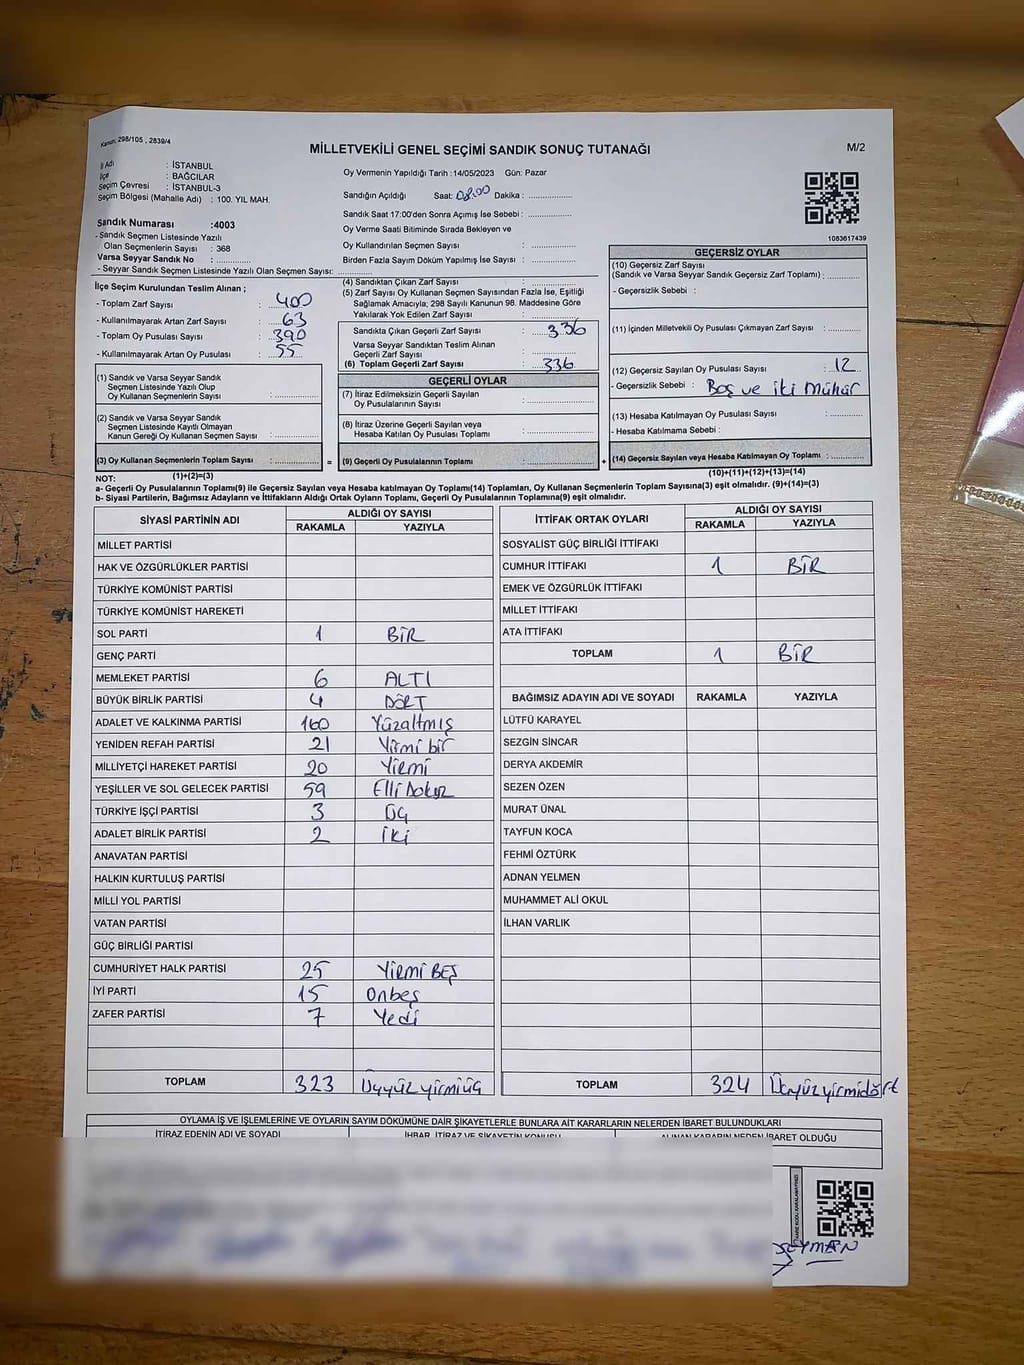 Kanun, 298/105 , 2839/4
MİLLETVEKİLİ GENEL SEÇİMİ SANDIK SONUÇ TUTANAĞI
M/2
İl Adı : İSTANBUL
İlçe : BAĞCILAR
Seçim Çevresi : İSTANBUL-3
Seçim Bölgesi (Mahalle Adı) : 100. YIL MAH.
Oy Vermenin Yapıldığı Tarih :14/05/2023 Gün: Pazar
Sandığın Açıldığı Saat: 08.00 Dakika : ..................
Sandık Saat 17:00'den Sonra Açımış İse Sebebi : ..................
Oy Verme Saati Bitiminde Sırada Bekleyen ve
Oy Kullandırılan Seçmen Sayısı : ..................
Birden Fazla Sayım Döküm Yapılmış İse Sayısı : ..................
1083617439
Sandık Numarası :4003
- Sandık Seçmen Listesinde Yazılı
Olan Seçmenlerin Sayısı : 368
Varsa Seyyar Sandık No : ..................
- Seyyar Sandık Seçmen Listesinde Yazılı Olan Seçmen Sayısı: ..................
İlçe Seçim Kurulundan Teslim Alınan ;
- Toplam Zarf Sayısı : 400
- Kullanılmayarak Artan Zarf Sayısı : 63
- Toplam Oy Pusulası Sayısı : 390
- Kullanılmayarak Artan Oy Pusulası : 55
(1) Sandık ve Varsa Seyyar Sandık
Seçmen Listesinde Yazılı Olup
Oy Kullanan Seçmenlerin Sayısı : ..................
(2) Sandık ve Varsa Seyyar Sandık
Seçmen Listesinde Kayıtlı Olmayan
Kanun Gereği Oy Kullanan Seçmen Sayısı : ..................
(3) Oy Kullanan Seçmenlerin Toplam Sayısı : ..................
(1)+(2)=(3)
(4) Sandıktan Çıkan Zarf Sayısı : ..................
(5) Zarf Sayısı Oy Kullanan Seçmen Sayısından Fazla İse, Eşitliği
Sağlamak Amacıyla; 298 Sayılı Kanunun 98. Maddesine Göre
Yakılarak Yok Edilen Zarf Sayısı : ..................
Sandıkta Çıkan Geçerli Zarf Sayısı : 336
Varsa Seyyar Sandıktan Teslim Alınan
Geçerli Zarf Sayısı : ..................
(6) Toplam Geçerli Zarf Sayısı : 336
GEÇERLİ OYLAR
(7) İtiraz Edilmeksizin Geçerli Sayılan
Oy Pusulalarının Sayısı : ..................
(8) İtiraz Üzerine Geçerli Sayılan veya
Hesaba Katılan Oy Pusulası Toplamı : ..................
= (9) Geçerli Oy Pusulalarının Toplamı : ..................
GEÇERSİZ OYLAR
(10) Geçersiz Zarf Sayısı
(Sandık ve Varsa Seyyar Sandık Geçersiz Zarf Toplamı) : ..................
- Geçersizlik Sebebi :
(11) İçinden Milletvekili Oy Pusulası Çıkmayan Zarf Sayısı : ..................
(12) Geçersiz Sayılan Oy Pusulası Sayısı : 12
- Geçersizlik Sebebi : Boş ve iki mühür
(13) Hesaba Katılmayan Oy Pusulası Sayısı : ..................
- Hesaba Katılmama Sebebi :
+ (14) Geçersiz Sayılan veya Hesaba Katılmayan Oy Toplamı : ..................
(10)+(11)+(12)+(13)=(14)
NOT:
a- Geçerli Oy Pusulalarının Toplamı(9) ile Geçersiz Sayılan veya Hesaba katılmayan Oy Toplamı(14) Toplamları, Oy Kullanan Seçmenlerin Toplam Sayısına(3) eşit olmalıdır. (9)+(14)=(3)
b- Siyasi Partilerin, Bağımsız Adayların ve İttifakların Aldığı Ortak Oyların Toplamı, Geçerli Oy Pusulalarının Toplamına(9) eşit olmalıdır.
SİYASİ PARTİNİN ADI ALDIĞI OY SAYISI
RAKAMLA YAZIYLA
MİLLET PARTİSİ
HAK VE ÖZGÜRLÜKLER PARTİSİ
TÜRKİYE KOMÜNİST PARTİSİ
TÜRKİYE KOMÜNİST HAREKETİ
SOL PARTİ 1 BİR
GENÇ PARTİ
MEMLEKET PARTİSİ 6 ALTI
BÜYÜK BİRLİK PARTİSİ 4 DÖRT
ADALET VE KALKINMA PARTİSİ 160 Yüzaltmış
YENİDEN REFAH PARTİSİ 21 Yirmi bir
MİLLİYETÇİ HAREKET PARTİSİ 20 Yirmi
YEŞİLLER VE SOL GELECEK PARTİSİ 59 Elli Dokuz
TÜRKİYE İŞÇİ PARTİSİ 3 Üç
ADALET BİRLİK PARTİSİ 2 İki
ANAVATAN PARTİSİ
HALKIN KURTULUŞ PARTİSİ
MİLLİ YOL PARTİSİ
VATAN PARTİSİ
GÜÇ BİRLİĞİ PARTİSİ
CUMHURİYET HALK PARTİSİ 25 YİRMİ BEŞ
İYİ PARTİ 15 Onbeş
ZAFER PARTİSİ 7 Yedi
TOPLAM 323 Üçyüz yirmi üç
İTTİFAK ORTAK OYLARI ALDIĞI OY SAYISI
RAKAMLA YAZIYLA
SOSYALİST GÜÇ BİRLİĞİ İTTİFAKI
CUMHUR İTTİFAKI 1 BİR
EMEK VE ÖZGÜRLÜK İTTİFAKI
MİLLET İTTİFAKI
ATA İTTİFAKI
TOPLAM 1 BİR
BAĞIMSIZ ADAYIN ADI VE SOYADI RAKAMLA YAZIYLA
LÜTFÜ KARAYEL
SEZGİN SİNCAR
DERYA AKDEMİR
SEZEN ÖZEN
MURAT ÜNAL
TAYFUN KOCA
FEHMİ ÖZTÜRK
ADNAN YELMEN
MUHAMMET ALİ OKUL
İLHAN VARLIK
TOPLAM 324 Üçyüz yirmidört
OYLAMA İŞ VE İŞLEMLERİNE VE OYLARIN SAYIM DÖKÜMÜNE DAİR ŞİKAYETLERLE BUNLARA AİT KARARLARIN NELERDEN İBARET BULUNDUKLARI
İTİRAZ EDENİN ADI VE SOYADI İHBAR, İTİRAZ VE ŞİKAYETİN KONUSU ALINAN KARARIN NEDEN İBARET OLDUĞU